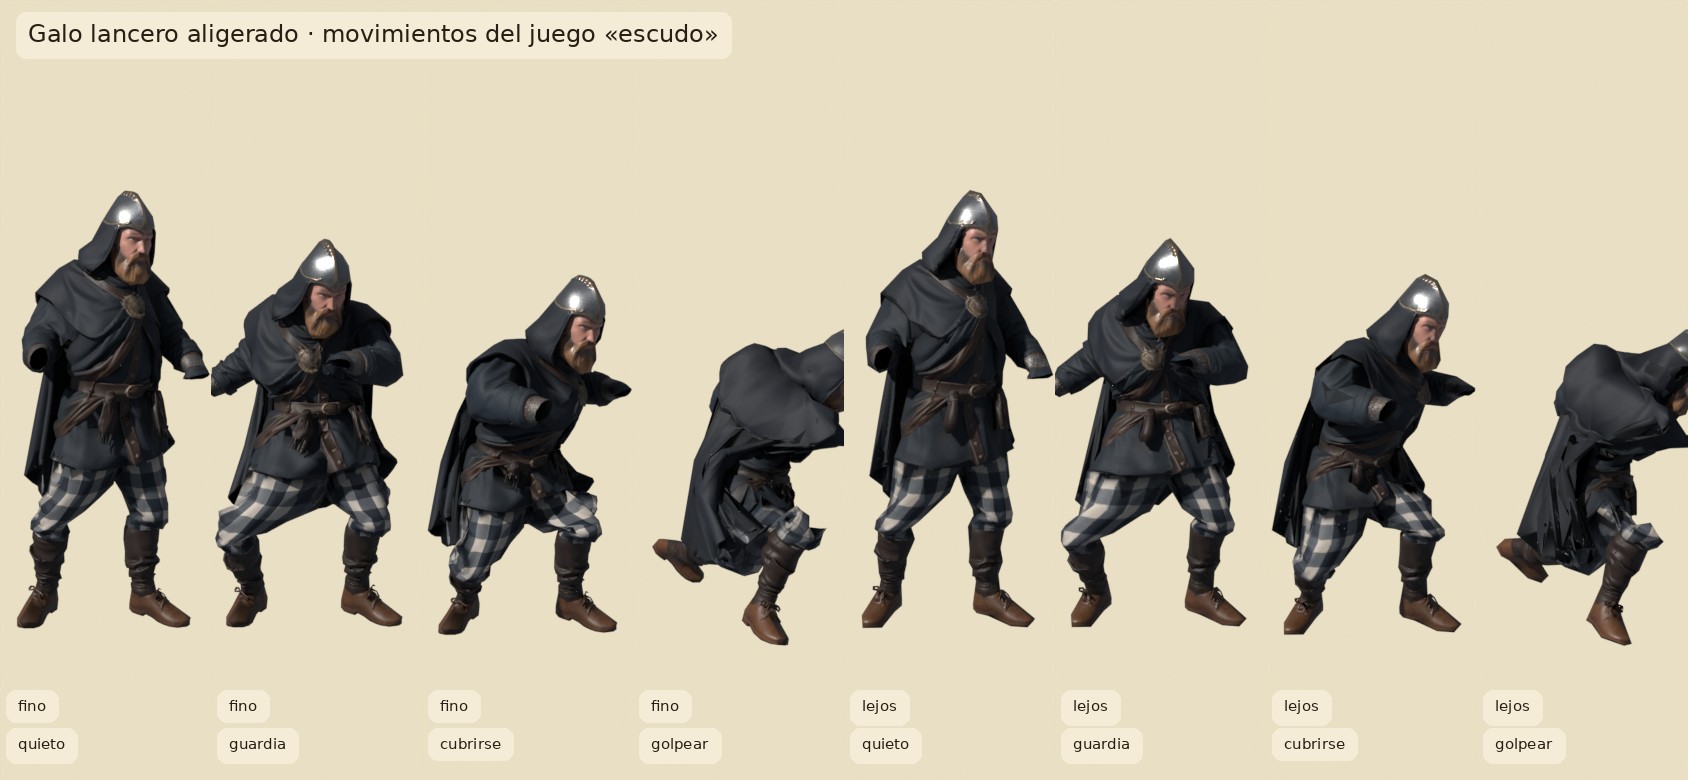 Galo lancero aligerado · movimientos del juego «escudo»
fino
fino
fino
fino
lejos
lejos
lejos
lejos
quieto
guardia
cubrirse
golpear
quieto
guardia
cubrirse
golpear